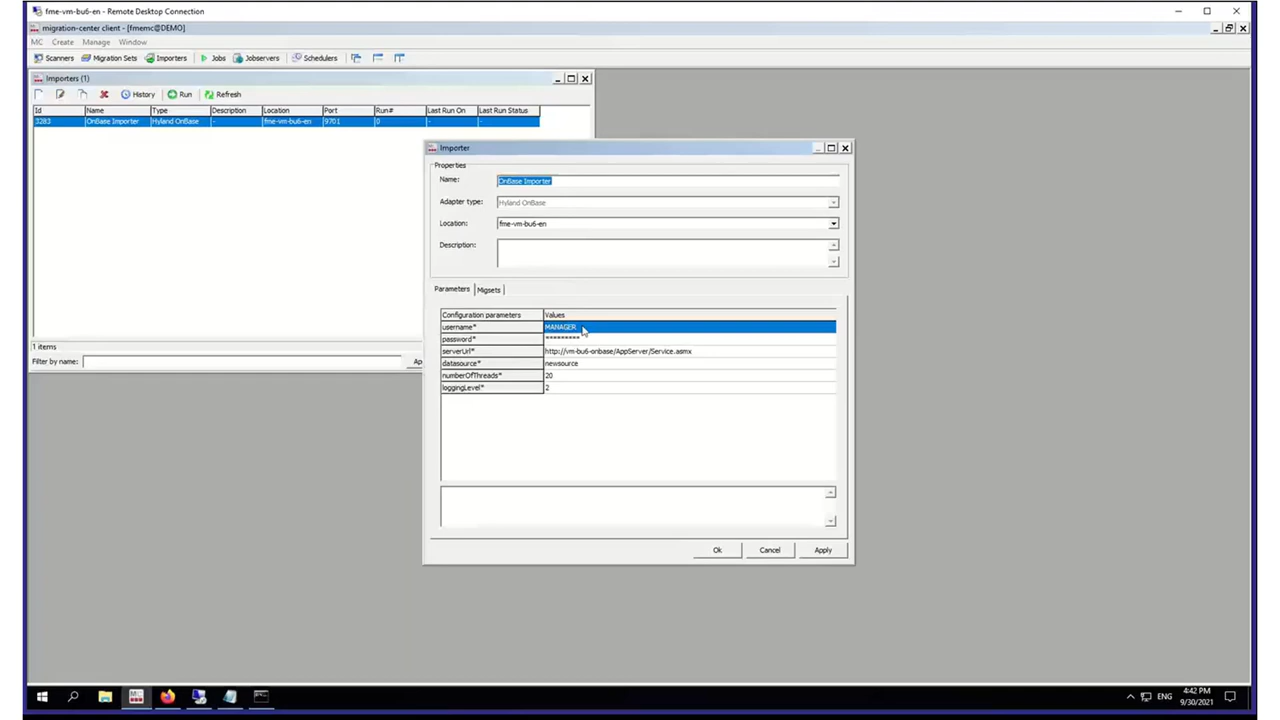 fme-vm-bu6-en - Remote Desktop Connection
migration-center client - [fmemc@DEMO]
MC Create Manage Window
Scanners Migration Sets Importers Jobs Jobservers Schedulers
Importers (1)
History Run Refresh
Id Name Type Description Location Port Run# Last Run On Last Run Status
3283 OnBase Importer Hyland OnBase - fme-vm-bu6-en 9701 0 - -
1 items
Filter by name: Ap
Importer
Properties
Name: OnBase Importer
Adapter type: Hyland OnBase
Location: fme-vm-bu6-en
Description:
Parameters Migsets
Configuration parameters Values
username* MANAGER
password* *********
serverUrl* http://vm-bu6-onbase/AppServer/Service.asmx
datasource* newsource
numberOfThreads* 20
loggingLevel* 2
Ok Cancel Apply
ENG
4:42 PM
9/30/2021